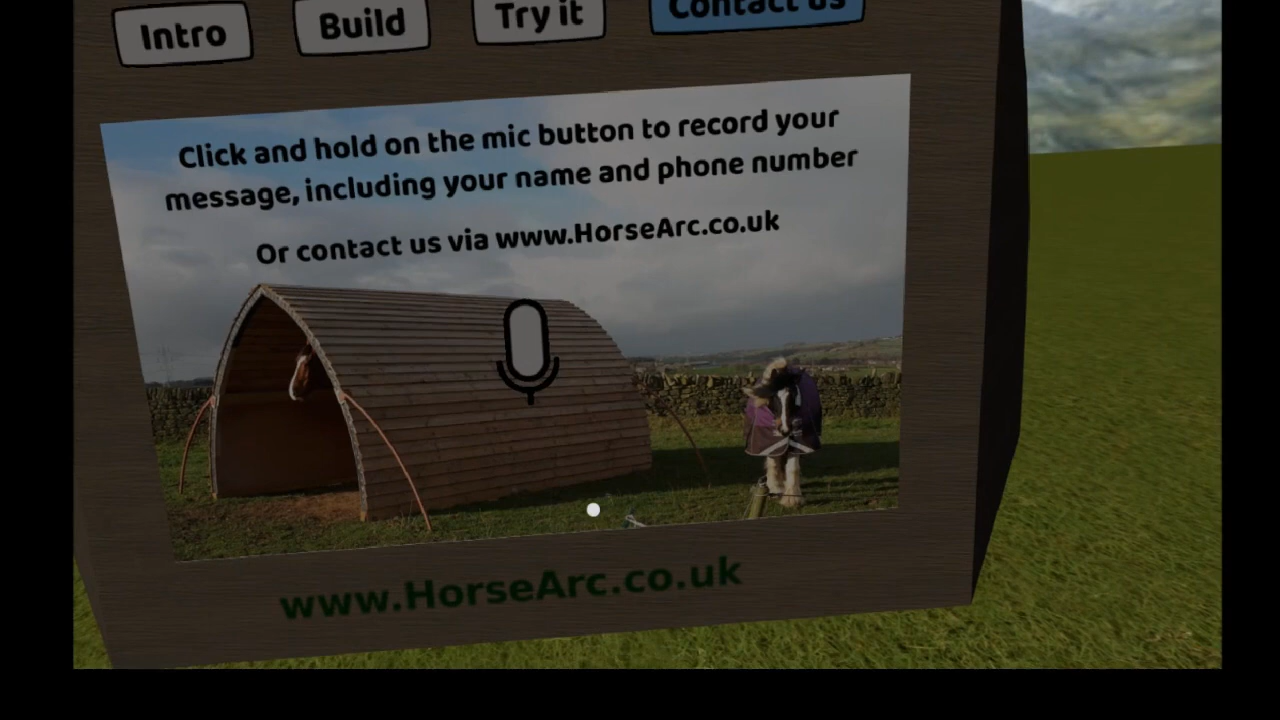 Intro
Build
Try it
Contact us
Click and hold on the mic button to record your
message, including your name and phone number
Or contact us via www.HorseArc.co.uk
www.HorseArc.co.uk